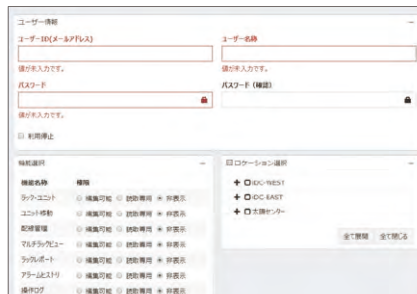 ユーザー情報
ユーザーID(メールアドレス)
ユーザー名称
値が未入力です。
値が未入力です。
パスワード
パスワード (確認)
値が未入力です。
利用停止
機能選択
機能名称 権限
ラック・ユニット 編集可能 読取専用 非表示
ユニット移動 編集可能 読取専用 非表示
配線管理 編集可能 読取専用 非表示
マルチラックビュー 編集可能 読取専用 非表示
ラックレポート 編集可能 読取専用 非表示
アラームヒストリ 編集可能 読取専用 非表示
操作ログ 編集可能 読取専用 非表示
ロケーション選択
IDC-WEST
IDC-EAST
全て展開 全て閉じる